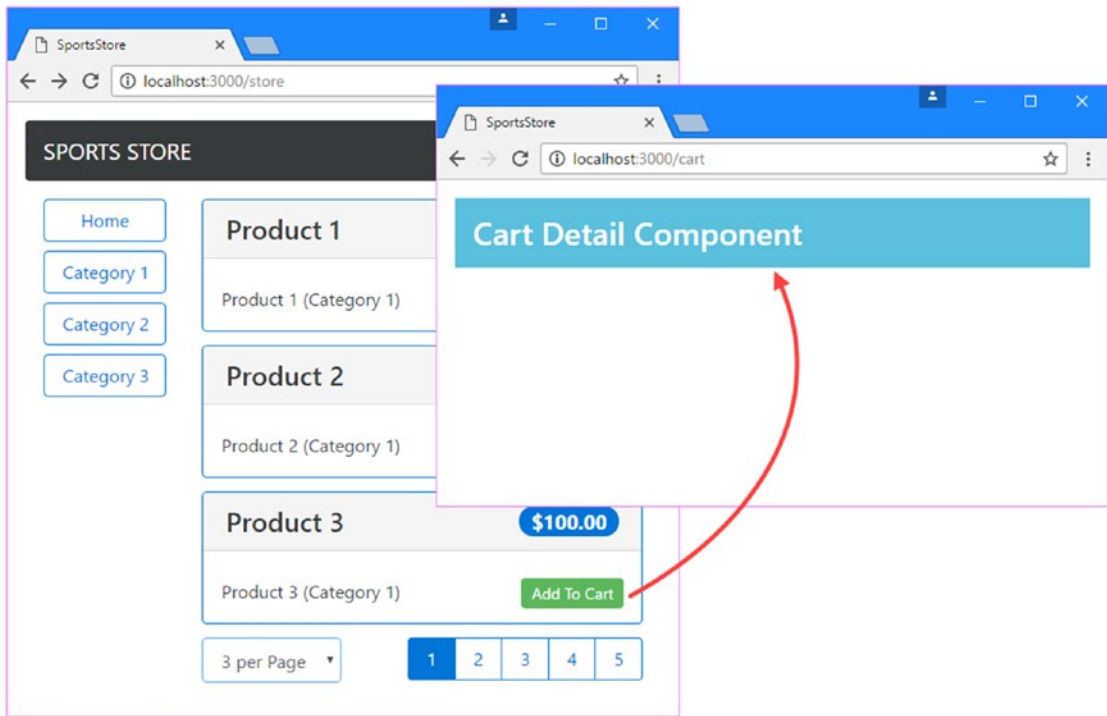 SportsStore
localhost:3000/store
SPORTS STORE
Home
Category 1
Category 2
Category 3
Product 1
Product 1 (Category 1)
Product 2
Product 2 (Category 1)
Product 3
$100.00
Product 3 (Category 1)
Add To Cart
3 per Page
1 2 3 4 5
SportsStore
localhost:3000/cart
Cart Detail Component